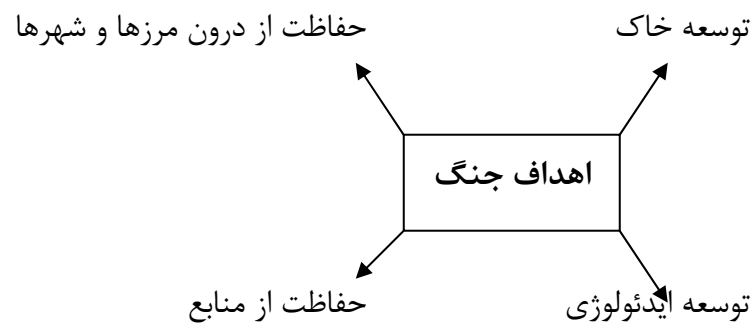 توسعه خاک
حفاظت از درون مرزها و شهرها
اهداف جنگ
توسعه ایدئولوژی
حفاظت از منابع